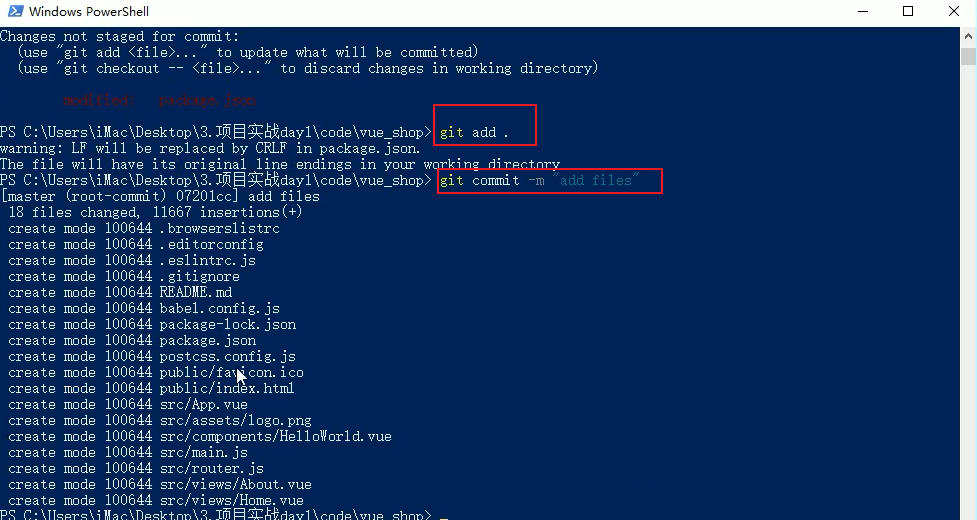 Windows PowerShell
Changes not staged for commit:
  (use "git add <file>..." to update what will be committed)
  (use "git checkout -- <file>..." to discard changes in working directory)
        modified:   package.json
PS C:\Users\iMac\Desktop\3.项目实战day1\code\vue_shop> git add .
warning: LF will be replaced by CRLF in package.json.
The file will have its original line endings in your working directory
PS C:\Users\iMac\Desktop\3.项目实战day1\code\vue_shop> git commit -m "add files"
[master (root-commit) 07201cc] add files
 18 files changed, 11667 insertions(+)
 create mode 100644 .browserslistrc
 create mode 100644 .editorconfig
 create mode 100644 .eslintrc.js
 create mode 100644 .gitignore
 create mode 100644 README.md
 create mode 100644 babel.config.js
 create mode 100644 package-lock.json
 create mode 100644 package.json
 create mode 100644 postcss.config.js
 create mode 100644 public/favicon.ico
 create mode 100644 public/index.html
 create mode 100644 src/App.vue
 create mode 100644 src/assets/logo.png
 create mode 100644 src/components/HelloWorld.vue
 create mode 100644 src/main.js
 create mode 100644 src/router.js
 create mode 100644 src/views/About.vue
 create mode 100644 src/views/Home.vue
PS C:\Users\iMac\Desktop\3.项目实战day1\code\vue_shop> _